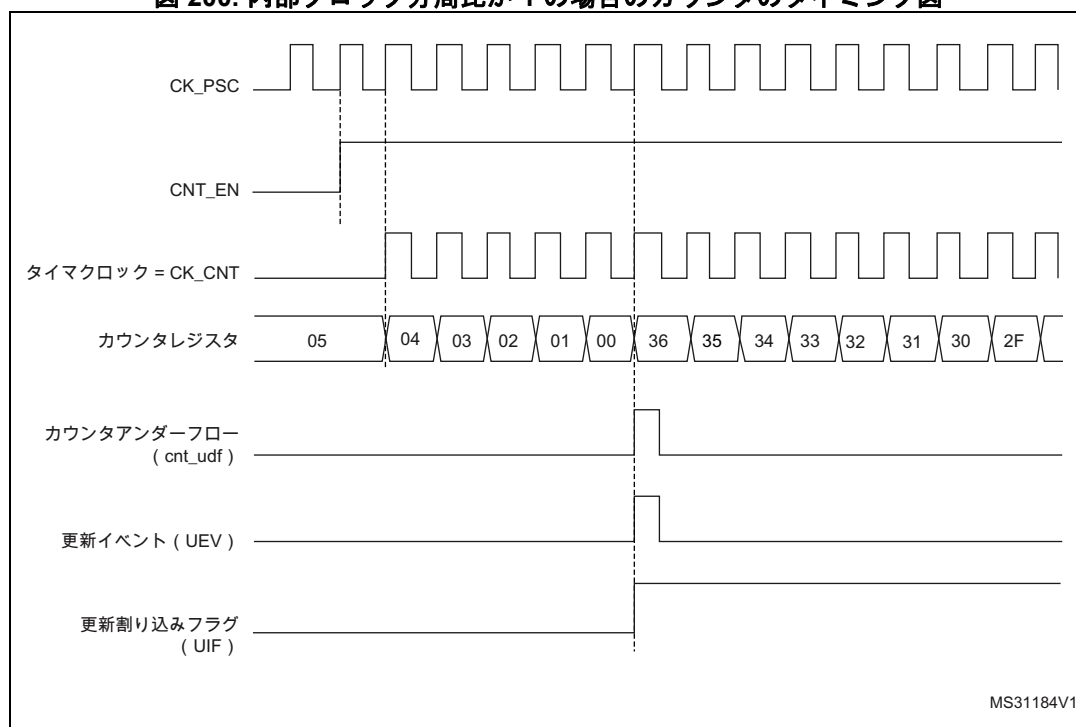 CK_PSC
CNT_EN
タイマクロック = CK_CNT
カウンタレジスタ 05 04 03 02 01 00 36 35 34 33 32 31 30 2F
カウンタアンダーフロー
( cnt_udf )
更新イベント ( UEV )
更新割り込みフラグ
( UIF )
MS31184V1